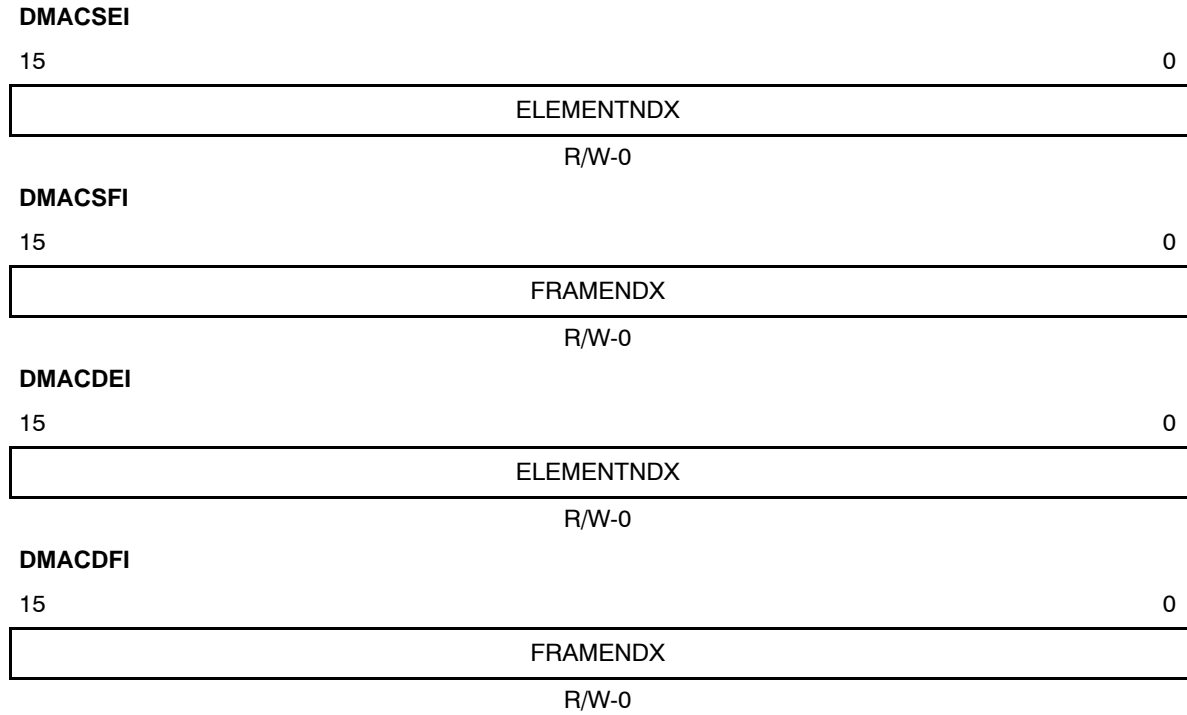 DMACSEI
15 0
ELEMENTNDX
R/W-0
DMACSFI
15 0
FRAMENDX
R/W-0
DMACDEI
15 0
ELEMENTNDX
R/W-0
DMACDFI
15 0
FRAMENDX
R/W-0